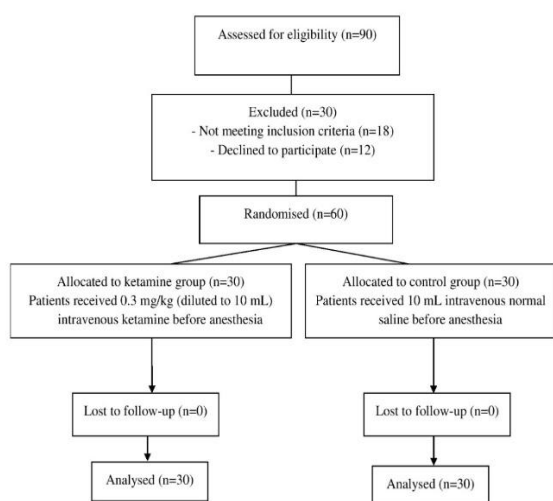 Assessed for eligibility (n=90)
Excluded (n=30)
- Not meeting inclusion criteria (n=18)
- Declined to participate (n=12)
Randomised (n=60)
Allocated to ketamine group (n=30)
Patients received 0.3 mg/kg (diluted to 10 mL)
intravenous ketamine before anesthesia
Allocated to control group (n=30)
Patients received 10 mL intravenous normal
saline before anesthesia
Lost to follow-up (n=0)
Lost to follow-up (n=0)
Analysed (n=30)
Analysed (n=30)